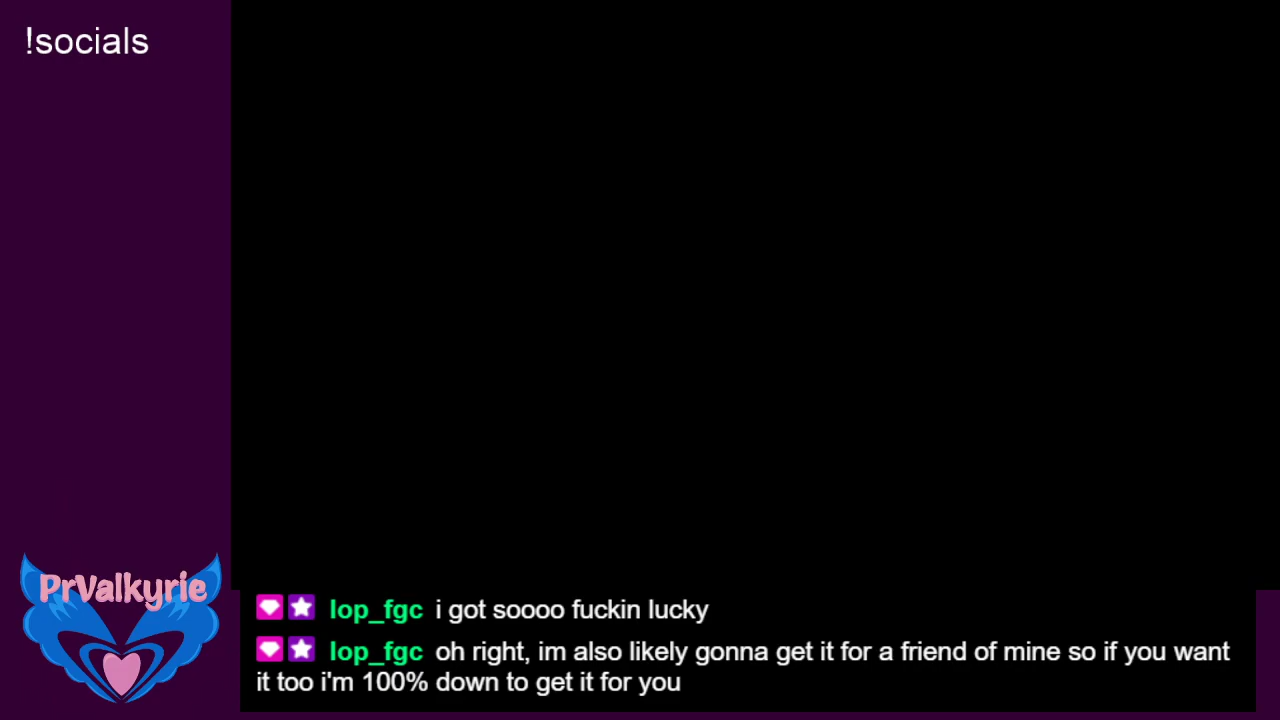 !socials
PrValkyrie
lop_fgc i got soooo fuckin lucky
lop_fgc oh right, im also likely gonna get it for a friend of mine so if you want
it too i'm 100% down to get it for you